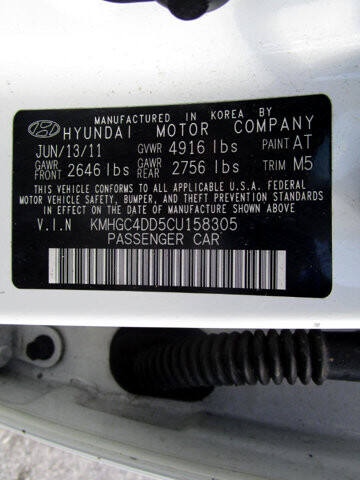 MANUFACTURED IN KOREA BY
HYUNDAI MOTOR COMPANY
JUN/13/11 GVWR 4916 lbs PAINT AT
GAWR FRONT 2646 lbs GAWR REAR 2756 lbs TRIM M5
THIS VEHICLE CONFORMS TO ALL APPLICABLE U.S.A. FEDERAL
MOTOR VEHICLE SAFETY, BUMPER, AND THEFT PREVENTION STANDARDS
IN EFFECT ON THE DATE OF MANUFACTURE SHOWN ABOVE.
V.I.N KMHGC4DD5CU158305
PASSENGER CAR